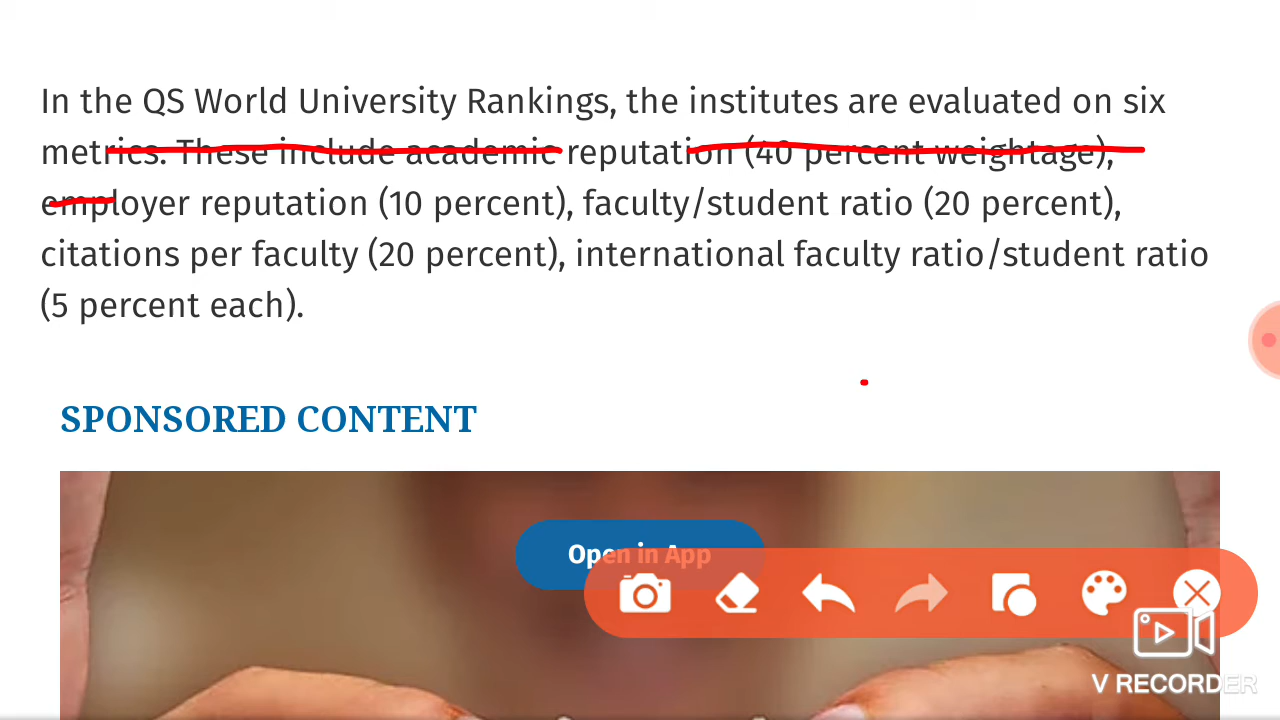 In the QS World University Rankings, the institutes are evaluated on six
metrics. These include academic reputation (40 percent weightage),
employer reputation (10 percent), faculty/student ratio (20 percent),
citations per faculty (20 percent), international faculty ratio/student ratio
(5 percent each).
SPONSORED CONTENT
Open in App
V RECORDER